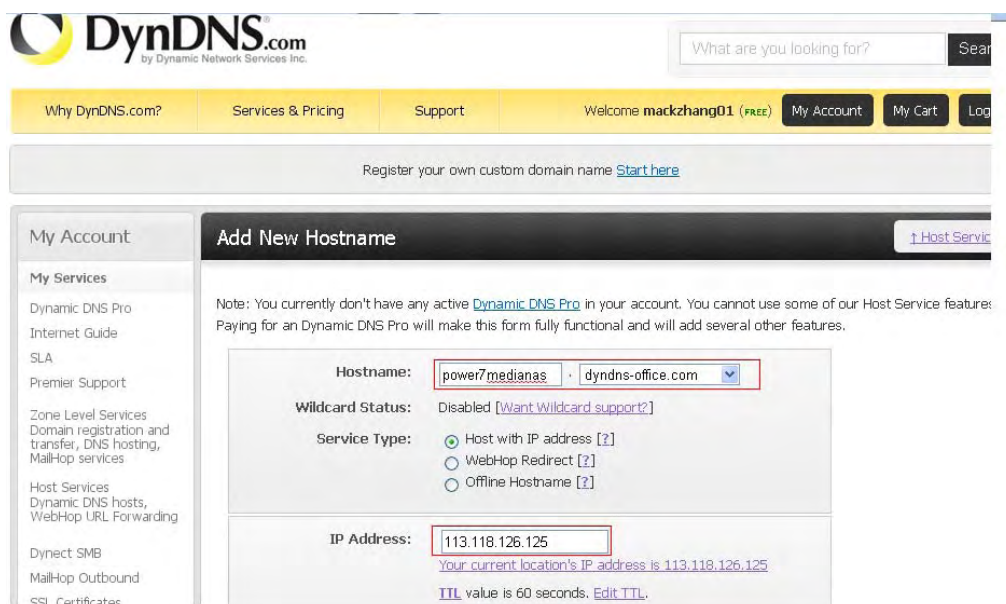 DynDNS.com
by Dynamic Network Services Inc.
What are you looking for?
Sear
Why DynDNS.com?
Services & Pricing
Support
Welcome mackzhang01 (FREE)
My Account
My Cart
Log
Register your own custom domain name Start here
My Account
My Services
Dynamic DNS Pro
Internet Guide
SLA
Premier Support
Zone Level Services
Domain registration and
transfer, DNS hosting,
MailHop services
Host Services
Dynamic DNS hosts,
WebHop URL Forwarding
Dynect SMB
MailHop Outbound
SSL Certificates
Add New Hostname
↑ Host Servic
Note: You currently don't have any active Dynamic DNS Pro in your account. You cannot use some of our Host Service features
Paying for an Dynamic DNS Pro will make this form fully functional and will add several other features.
Hostname: power7medianas . dyndns-office.com
Wildcard Status: Disabled [Want Wildcard support?]
Service Type: Host with IP address [?]
WebHop Redirect [?]
Offline Hostname [?]
IP Address: 113.118.126.125
Your current location's IP address is 113.118.126.125
TTL value is 60 seconds. Edit TTL.